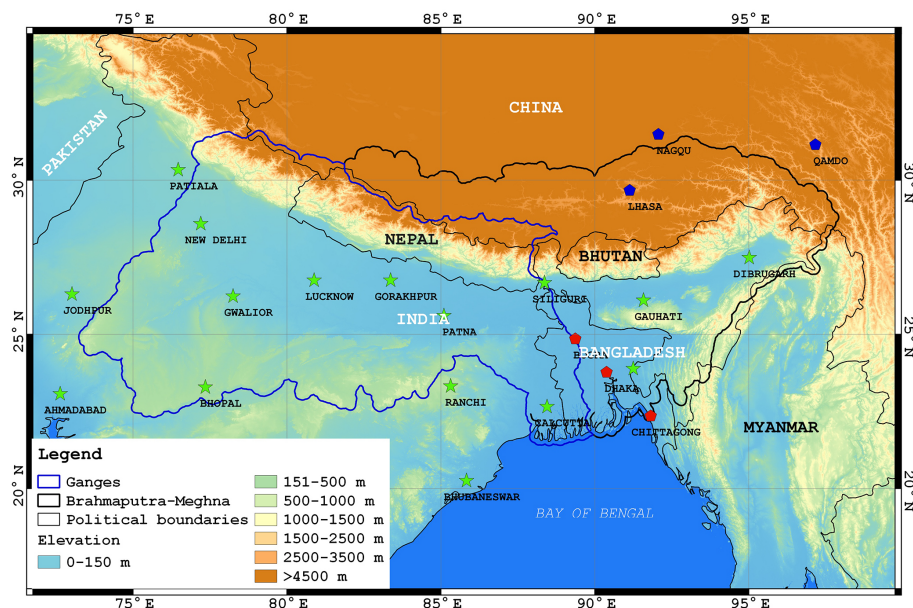 75°E 80°E 85°E 90°E 95°E
CHINA
PAKISTAN
NAGQU
QAMDO
30°N 30°N
PATIALA
LHASA
NEW DELHI
NEPAL
BHUTAN
DIBRUGARH
JODHPUR
GWALIOR
LUCKNOW
GORAKHPUR
SILIGURI
GAUHATI
INDIA
PATNA
25°N 25°N
BANGLADESH
AHMADABAD
BHOPAL
RANCHI
DHAKA
CALCUTTA
CHITTAGONG
MYANMAR
Legend
Ganges
Brahmaputra-Meghna
Political boundaries
Elevation
0-150 m
151-500 m
500-1000 m
1000-1500 m
1500-2500 m
2500-3500 m
>4500 m
20°N 20°N
BHUBANESWAR
BAY OF BENGAL
75°E 80°E 85°E 90°E 95°E